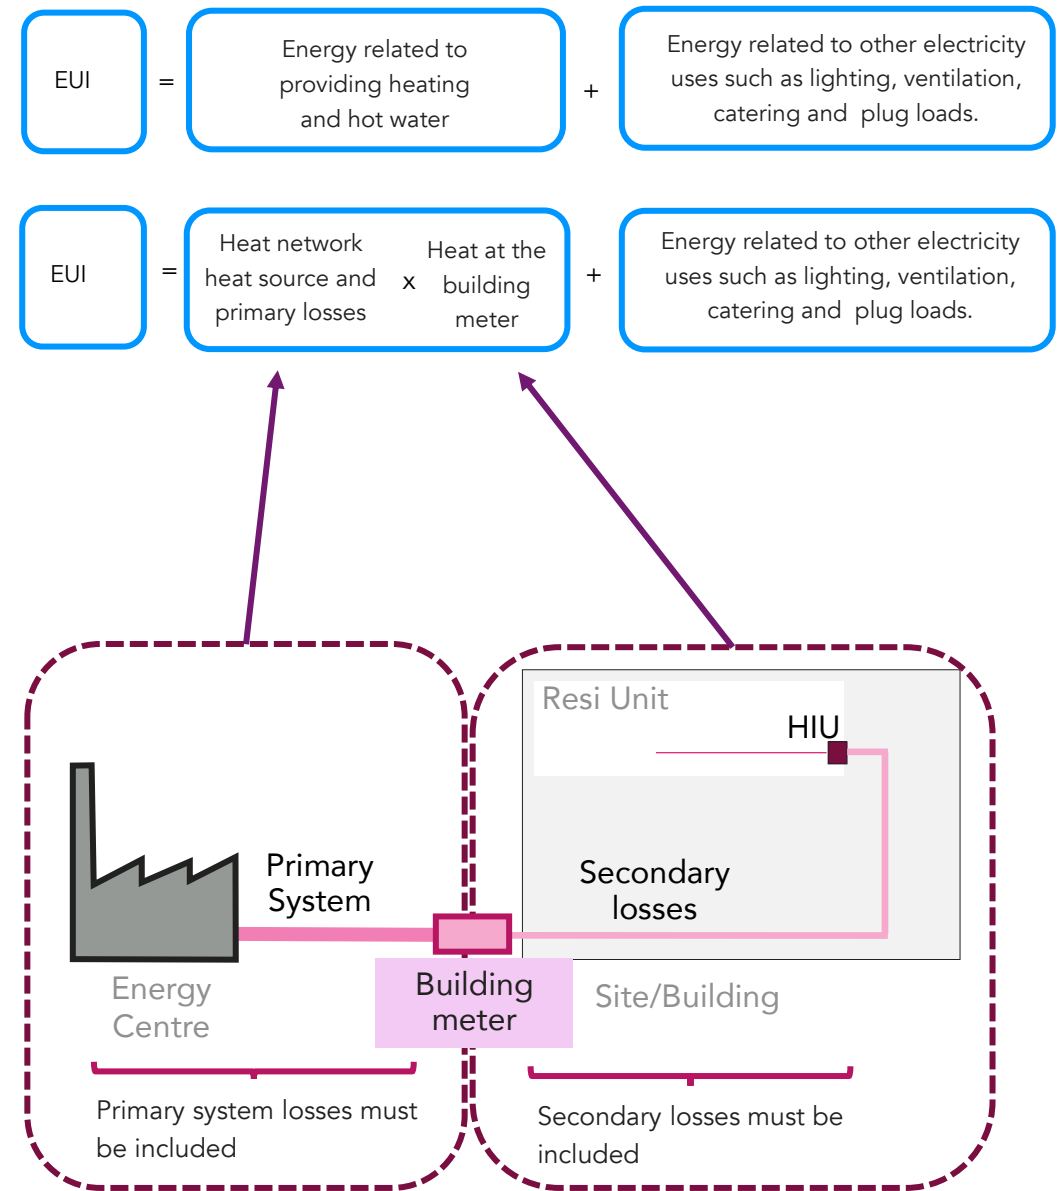 EUI
=
Energy related to
providing heating
and hot water
+
Energy related to other electricity
uses such as lighting, ventilation,
catering and plug loads.
EUI
=
Heat network
heat source and
primary losses
x
Heat at the
building
meter
+
Energy related to other electricity
uses such as lighting, ventilation,
catering and plug loads.
Resi Unit
HIU
Primary
System
Secondary
losses
Energy
Centre
Building
meter
Site/Building
Primary system losses must
be included
Secondary losses must be
included